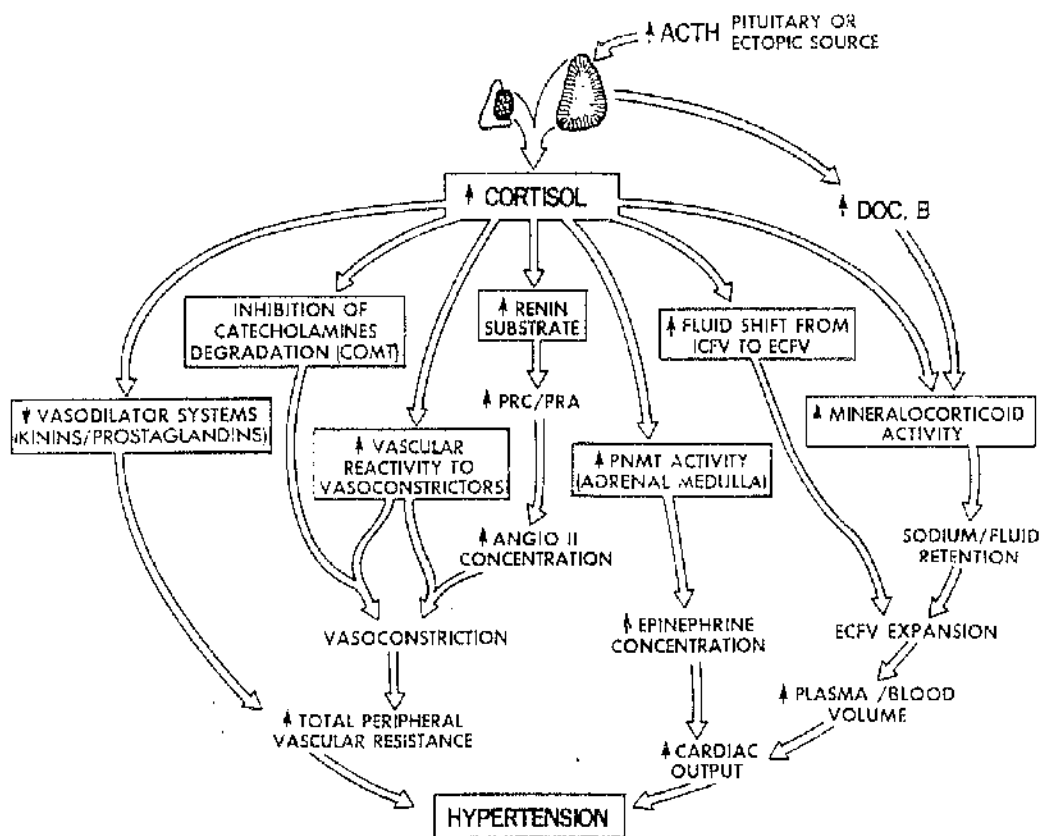 ↑ ACTH PITUITARY OR
ECTOPIC SOURCE
↑ CORTISOL
↑ DOC, B
INHIBITION OF
CATECHOLAMINES
DEGRADATION (COMT)
↑ RENIN
SUBSTRATE
↑ FLUID SHIFT FROM
ICFV TO ECFV
↓ VASODILATOR SYSTEMS
(KININS/PROSTAGLANDINS)
↑ PRC/PRA
↑ MINERALOCORTICOID
ACTIVITY
↑ VASCULAR
REACTIVITY TO
VASOCONSTRICTORS
↑ PNMT ACTIVITY
(ADRENAL MEDULLA)
↑ ANGIO II
CONCENTRATION
SODIUM/FLUID
RETENTION
VASOCONSTRICTION
↑ EPINEPHRINE
CONCENTRATION
ECFV EXPANSION
↑ PLASMA/BLOOD
VOLUME
↑ TOTAL PERIPHERAL
VASCULAR RESISTANCE
↑ CARDIAC
OUTPUT
HYPERTENSION